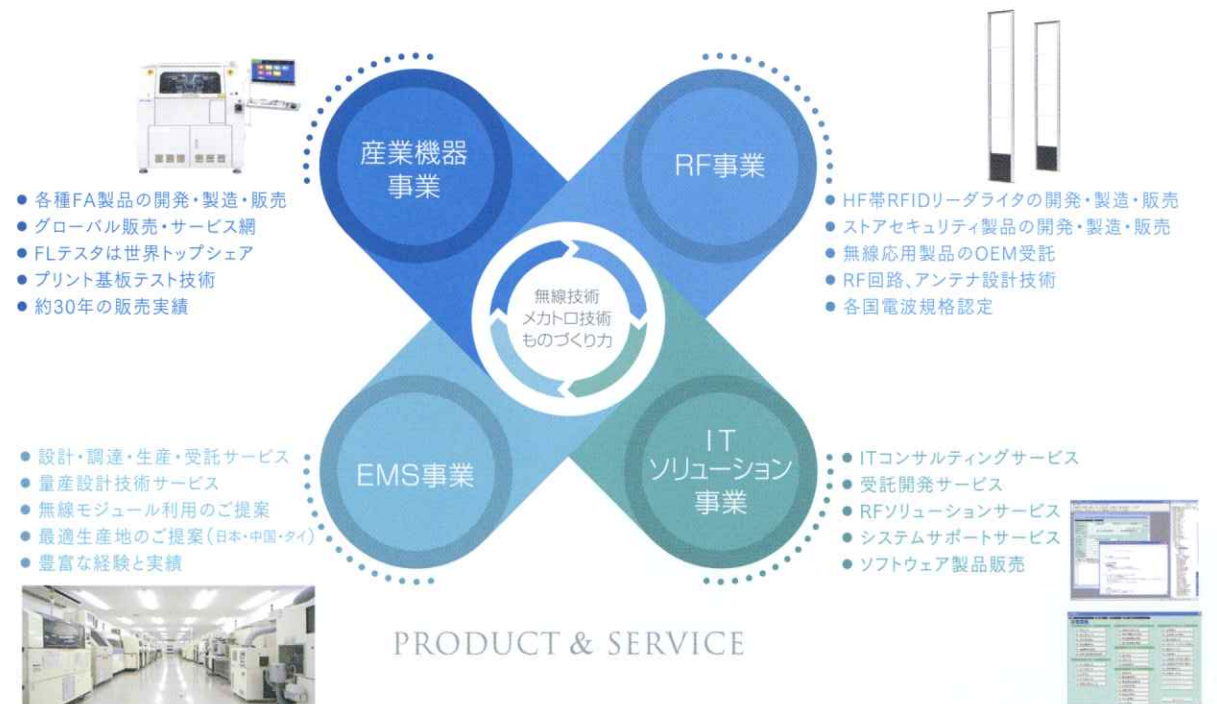 産業機器
事業
● 各種FA製品の開発・製造・販売
● グローバル販売・サービス網
● FLテスタは世界トップシェア
● プリント基板テスト技術
● 約30年の販売実績
RF事業
● HF帯RFIDリーダライタの開発・製造・販売
● ストアセキュリティ製品の開発・製造・販売
● 無線応用製品のOEM受託
● RF回路、アンテナ設計技術
● 各国電波規格認定
無線技術
メカトロ技術
ものづくり力
EMS事業
● 設計・調達・生産・受託サービス
● 量産設計技術サービス
● 無線モジュール利用のご提案
● 最適生産地のご提案(日本・中国・タイ)
● 豊富な経験と実績
IT
ソリューション
事業
● ITコンサルティングサービス
● 受託開発サービス
● RFソリューションサービス
● システムサポートサービス
● ソフトウェア製品販売
PRODUCT & SERVICE